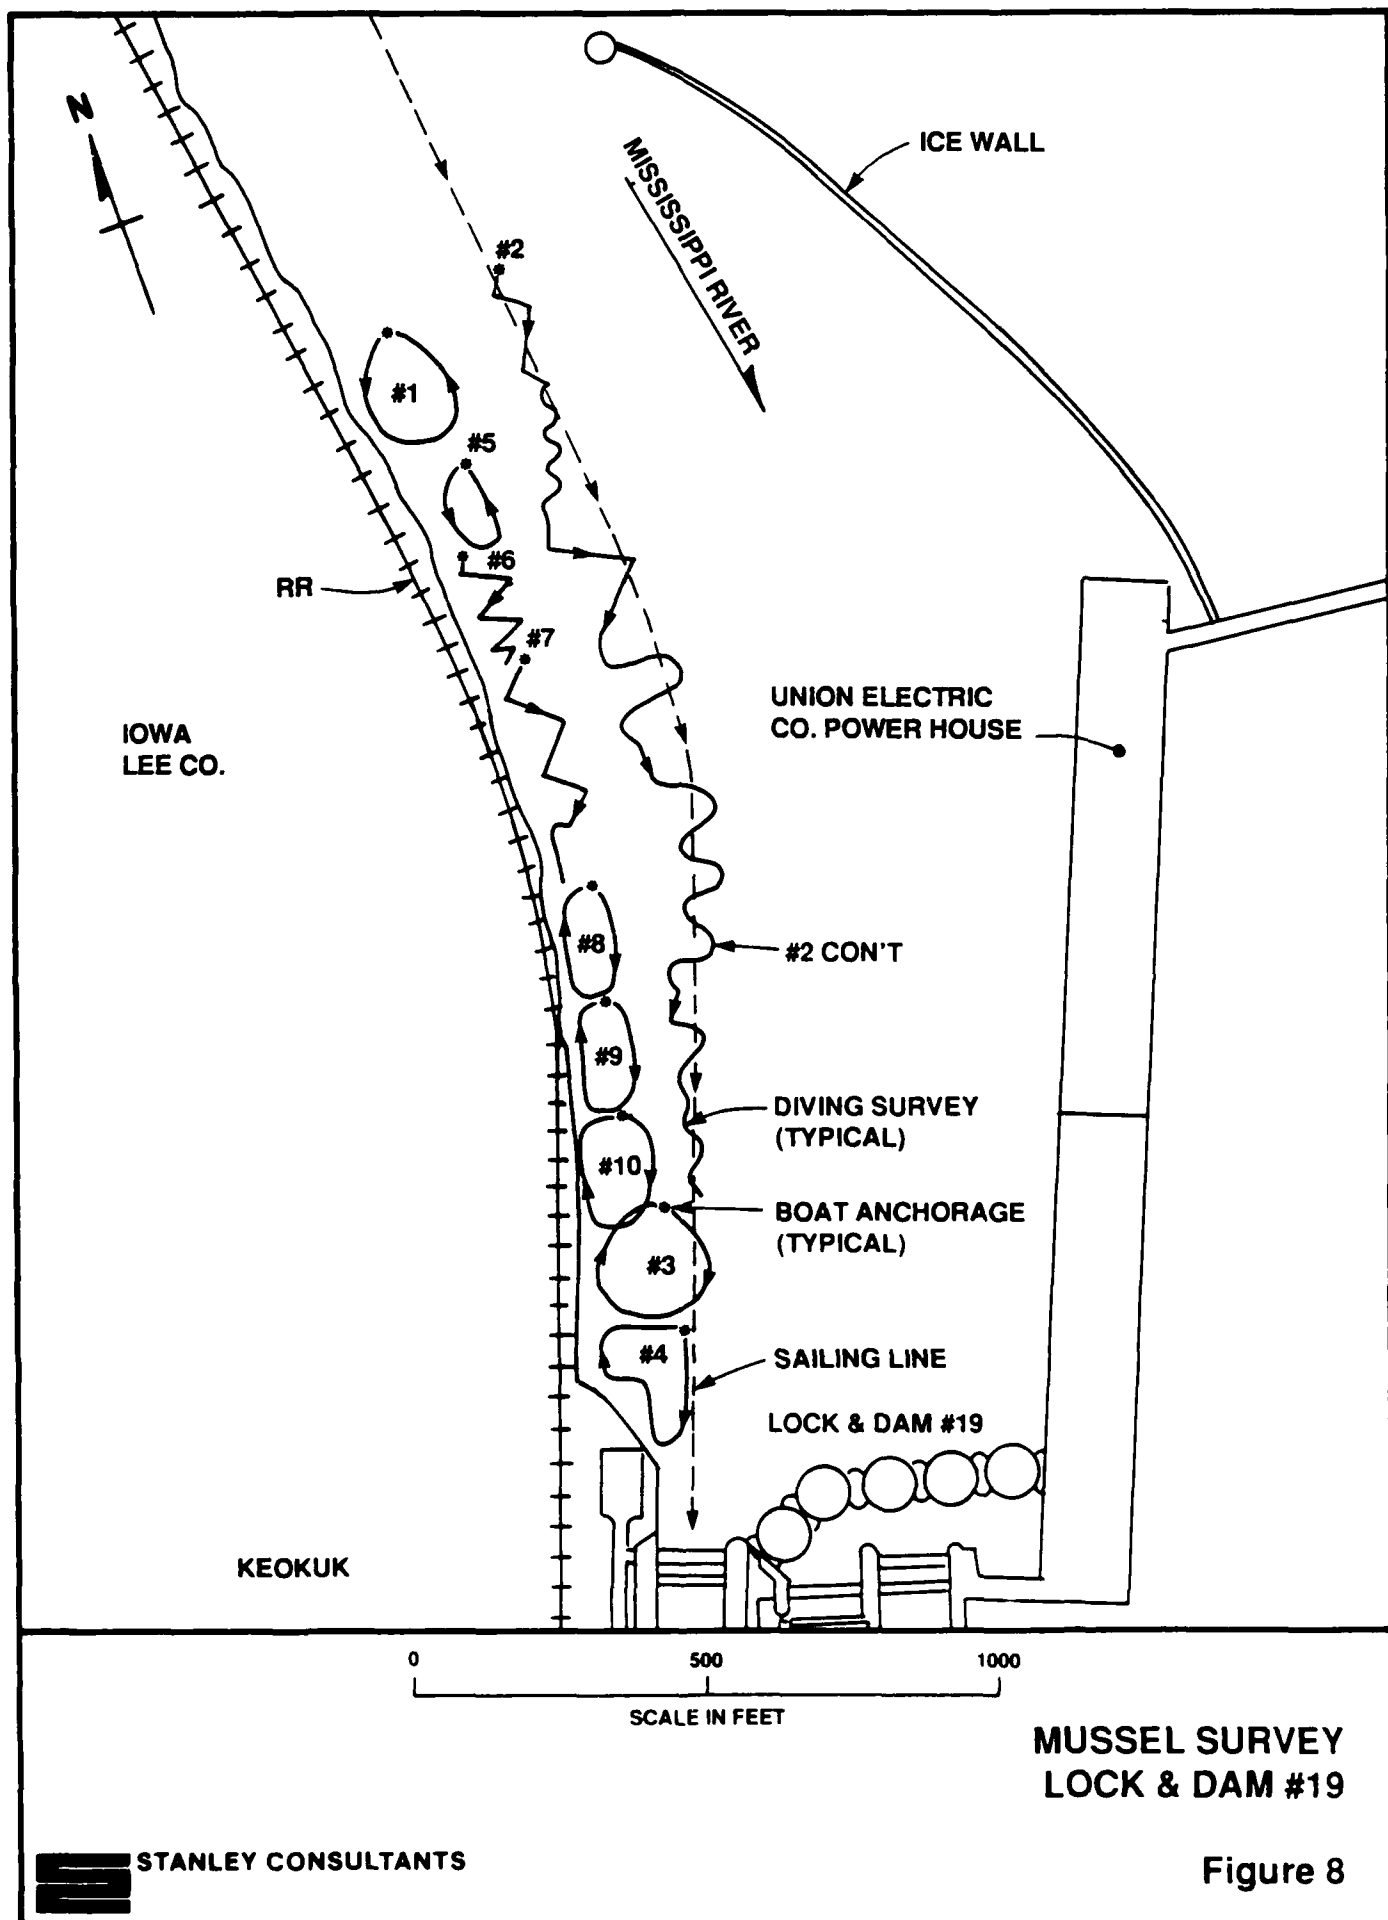 N
ICE WALL
MISSISSIPPI RIVER
#2
#1
#5
#6
RR
#7
UNION ELECTRIC
CO. POWER HOUSE
IOWA
LEE CO.
#8
#2 CON'T
#9
DIVING SURVEY
(TYPICAL)
#10
BOAT ANCHORAGE
(TYPICAL)
#3
#4
SAILING LINE
LOCK & DAM #19
KEOKUK
0 500 1000
SCALE IN FEET
MUSSEL SURVEY
LOCK & DAM #19
STANLEY CONSULTANTS
Figure 8